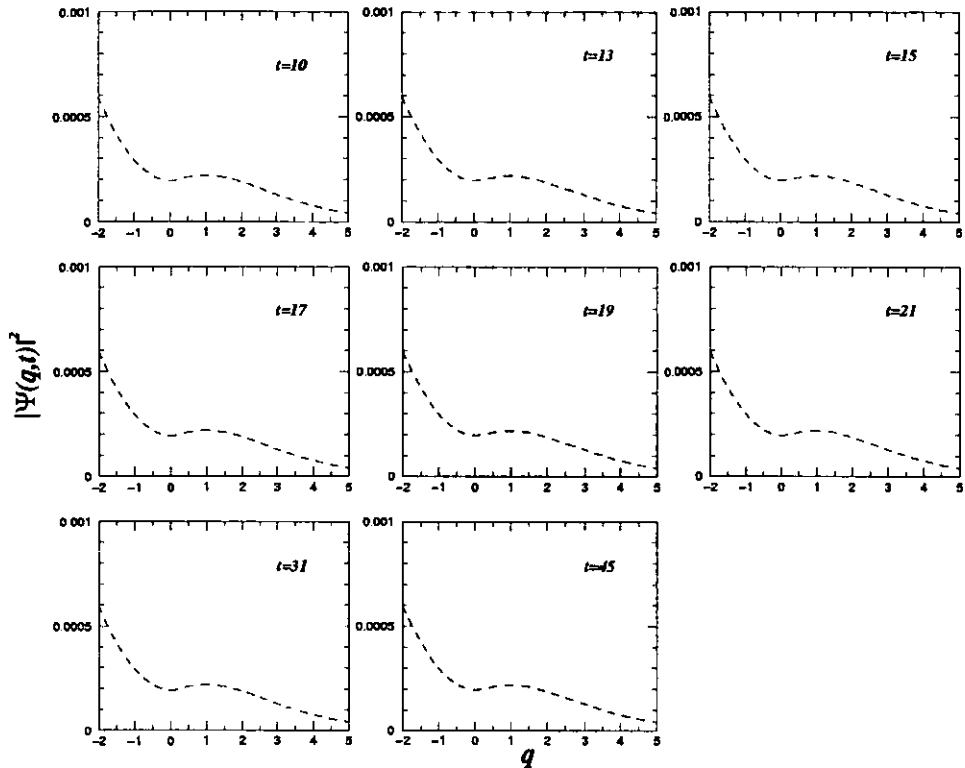 0.001 0.001 0.001
t=10 t=13 t=15
0.0005 0.0005 0.0005
0 0 0
−2 −1 0 1 2 3 4 5 −2 −1 0 1 2 3 4 5 −2 −1 0 1 2 3 4 5
0.001 0.001 0.001
t=17 t=19 t=21
0.0005 0.0005 0.0005
0 0 0
−2 −1 0 1 2 3 4 5 −2 −1 0 1 2 3 4 5 −2 −1 0 1 2 3 4 5
|Ψ(q,t)|²
0.001 0.001
t=31 t=45
0.0005 0.0005
0 0
−2 −1 0 1 2 3 4 5 −2 −1 0 1 2 3 4 5
q